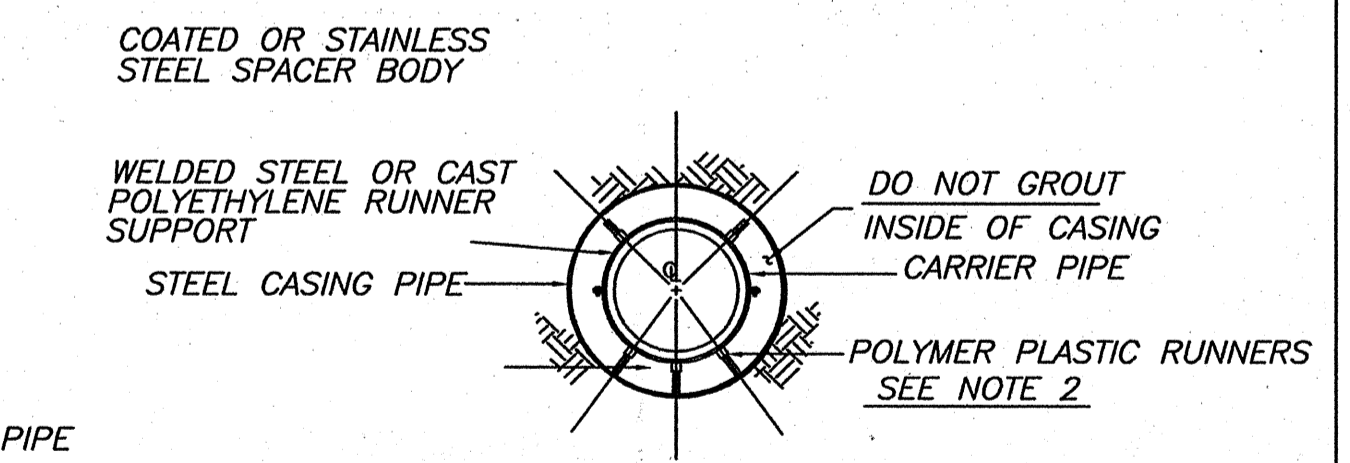 COATED OR STAINLESS
STEEL SPACER BODY
WELDED STEEL OR CAST
POLYETHYLENE RUNNER
SUPPORT
STEEL CASING PIPE
DO NOT GROUT
INSIDE OF CASING
CARRIER PIPE
POLYMER PLASTIC RUNNERS
SEE NOTE 2
PIPE